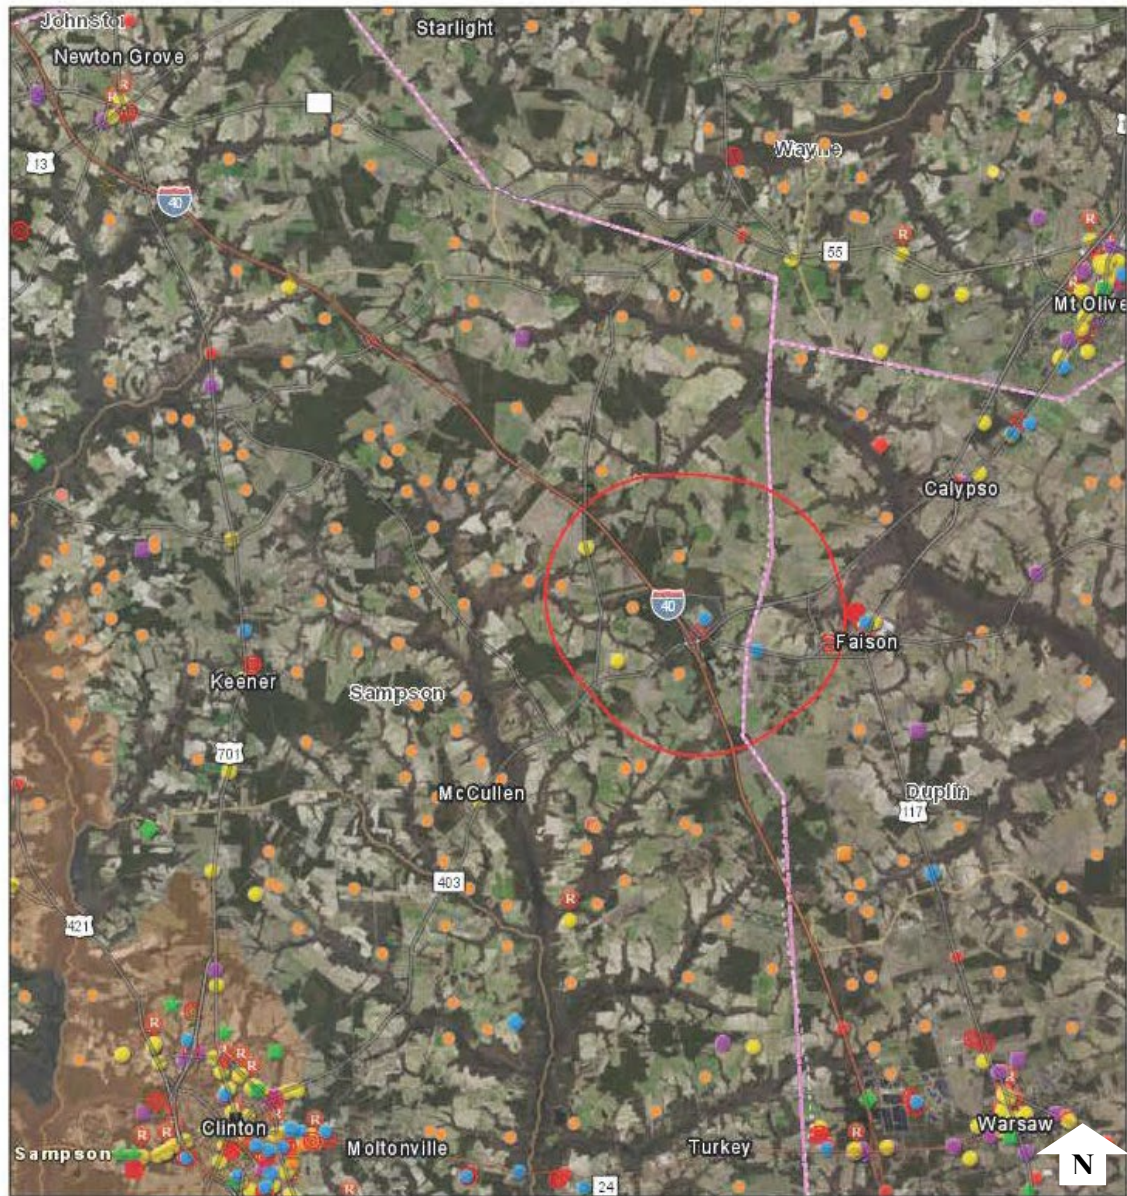 Johnston
Starlight
Newton Grove
R
R
13
Wayne
40
R
R
55
Mt Olive
R
Calypso
40
Faison
Keener
Sampson
701
McCullen
Duplin
117
403
R
421
R
R
R
R
R
R
R
R
R
Clinton
Warsaw
Sampson
Moltonville
Turkey
N
24
R